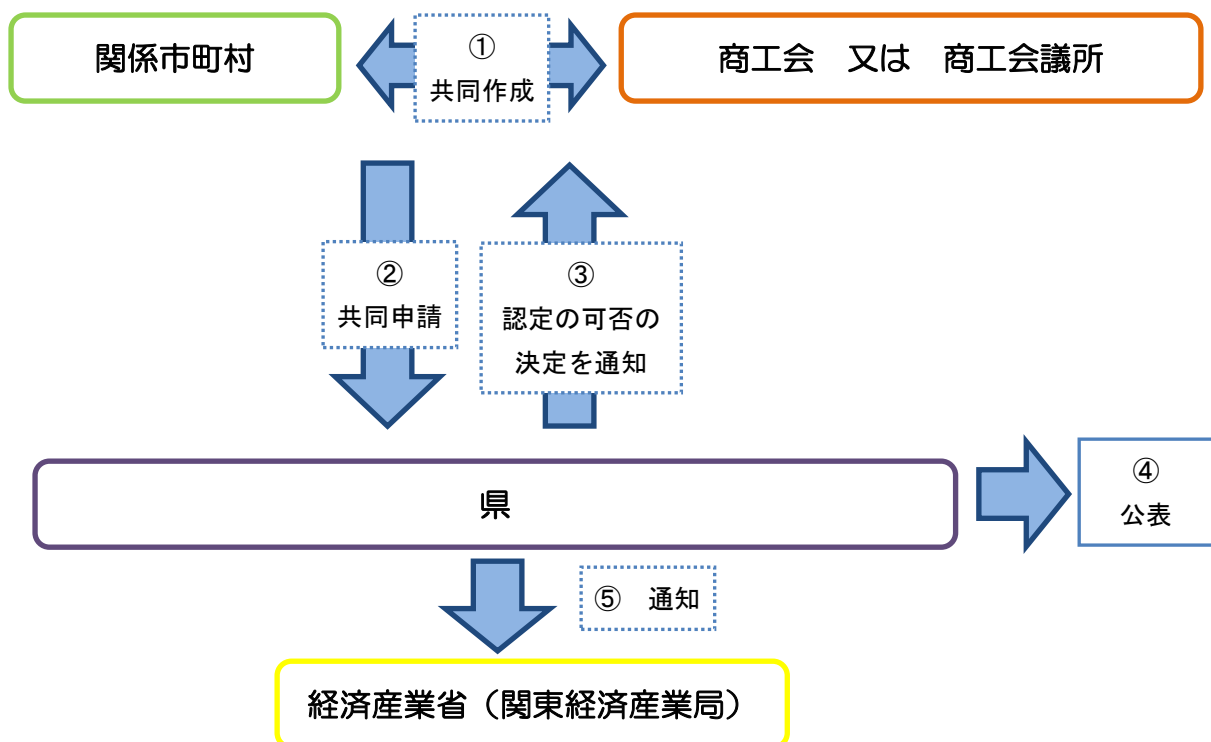 関係市町村
①
共同作成
商工会　又は　商工会議所
②
共同申請
③
認定の可否の
決定を通知
県
④
公表
⑤　通知
経済産業省（関東経済産業局）